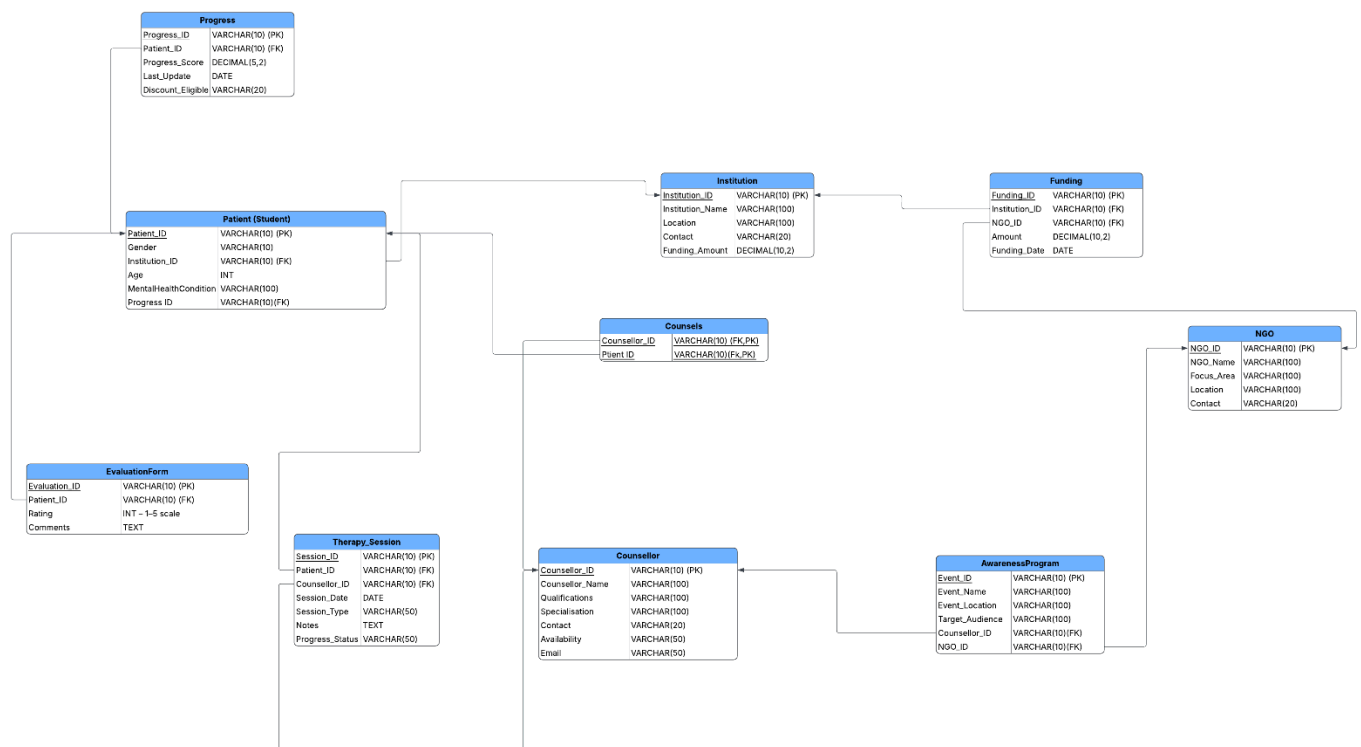 Progress
Progress_ID VARCHAR(10) (PK)
Patient_ID VARCHAR(10) (FK)
Progress_Score DECIMAL(5,2)
Last_Update DATE
Discount_Eligible VARCHAR(20)
Institution
Institution_ID VARCHAR(10) (PK)
Institution_Name VARCHAR(100)
Location VARCHAR(100)
Contact VARCHAR(20)
Funding_Amount DECIMAL(10,2)
Funding
Funding_ID VARCHAR(10) (PK)
Institution_ID VARCHAR(10) (FK)
NGO_ID VARCHAR(10) (FK)
Amount DECIMAL(10,2)
Funding_Date DATE
Patient (Student)
Patient_ID VARCHAR(10) (PK)
Gender VARCHAR(10)
Institution_ID VARCHAR(10) (FK)
Age INT
MentalHealthCondition VARCHAR(100)
Progress ID VARCHAR(10)(FK)
Counsels
Counsellor_ID VARCHAR(10) (FK,PK)
Ptient ID VARCHAR(10)(Fk,PK)
NGO
NGO_ID VARCHAR(10) (PK)
NGO_Name VARCHAR(100)
Focus_Area VARCHAR(100)
Location VARCHAR(100)
Contact VARCHAR(20)
EvaluationForm
Evaluation_ID VARCHAR(10) (PK)
Patient_ID VARCHAR(10) (FK)
Rating INT – 1–5 scale
Comments TEXT
Therapy_Session
Session_ID VARCHAR(10) (PK)
Patient_ID VARCHAR(10) (FK)
Counsellor_ID VARCHAR(10) (FK)
Session_Date DATE
Session_Type VARCHAR(50)
Notes TEXT
Progress_Status VARCHAR(50)
Counsellor
Counsellor_ID VARCHAR(10) (PK)
Counsellor_Name VARCHAR(100)
Qualifications VARCHAR(100)
Specialisation VARCHAR(100)
Contact VARCHAR(20)
Availability VARCHAR(50)
Email VARCHAR(50)
AwarenessProgram
Event_ID VARCHAR(10) (PK)
Event_Name VARCHAR(100)
Event_Location VARCHAR(100)
Target_Audience VARCHAR(100)
Counsellor_ID VARCHAR(10)(FK)
NGO_ID VARCHAR(10)(FK)